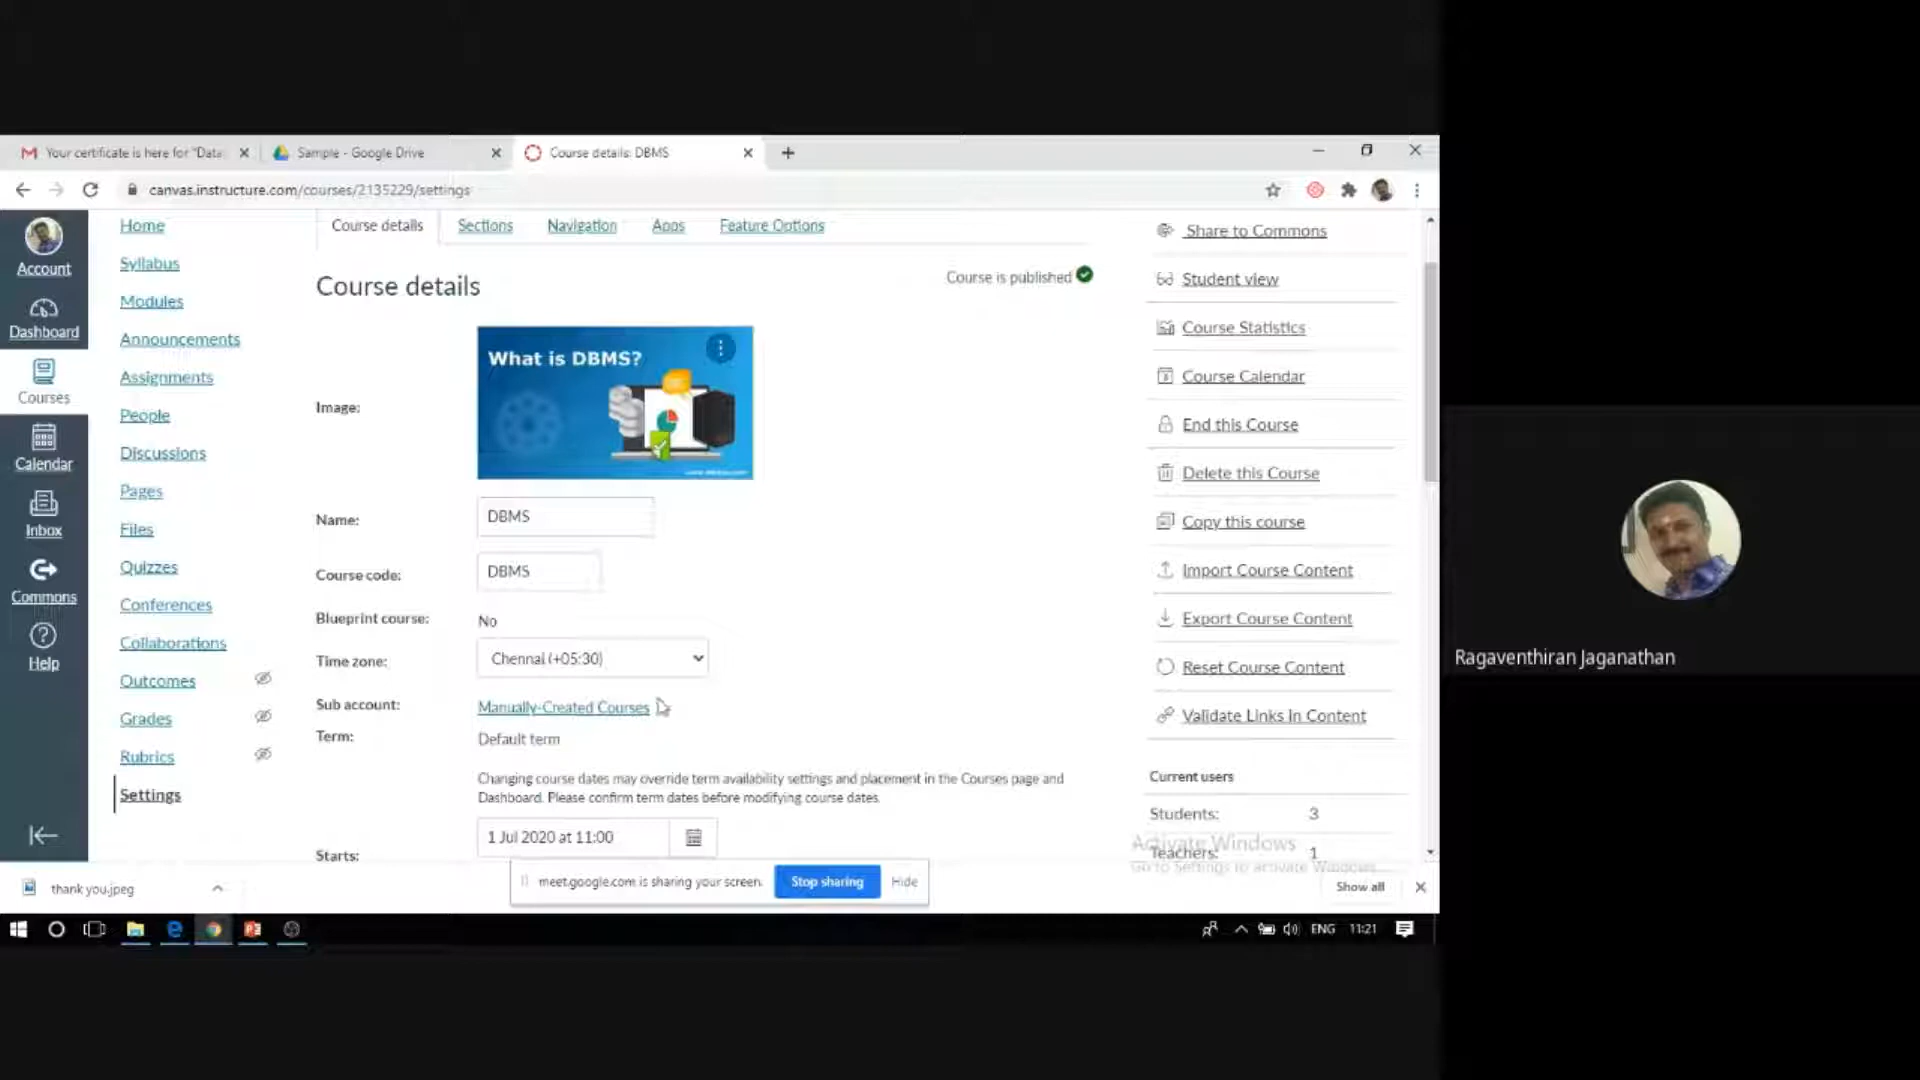 Your certificate is here for "Data
Sample - Google Drive
Course details: DBMS
canvas.instructure.com/courses/2135229/settings
Account
Dashboard
Courses
Calendar
Inbox
Commons
Help
Home
Syllabus
Modules
Announcements
Assignments
People
Discussions
Pages
Files
Quizzes
Conferences
Collaborations
Outcomes
Grades
Rubrics
Settings
Course details
Sections
Navigation
Apps
Feature Options
Course details
Course is published
Image:
What is DBMS?
Name:
DBMS
Course code:
DBMS
Blueprint course:
No
Time zone:
Chennai (+05:30)
Sub account:
Manually-Created Courses
Term:
Default term
Changing course dates may override term availability settings and placement in the Courses page and
Dashboard. Please confirm term dates before modifying course dates.
Starts:
1 Jul 2020 at 11:00
Share to Commons
Student view
Course Statistics
Course Calendar
End this Course
Delete this Course
Copy this course
Import Course Content
Export Course Content
Reset Course Content
Validate Links in Content
Current users
Students: 3
Teachers: 1
Activate Windows
Go to Settings to activate Windows.
meet.google.com is sharing your screen.
Stop sharing
Hide
thank you.jpeg
Show all
ENG
11:21
Ragaventhiran Jaganathan